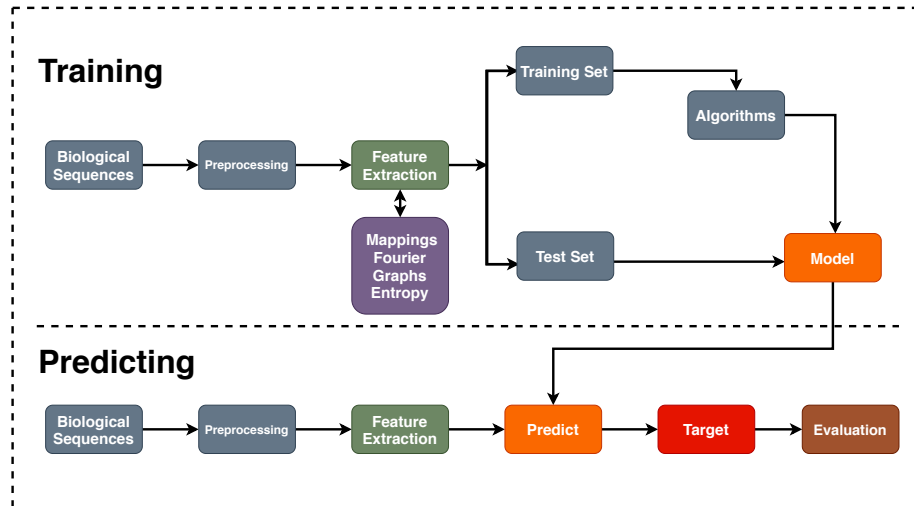 Training
Biological
Sequences
Preprocessing
Feature
Extraction
Mappings
Fourier
Graphs
Entropy
Training Set
Algorithms
Test Set
Model
Predicting
Biological
Sequences
Preprocessing
Feature
Extraction
Predict
Target
Evaluation